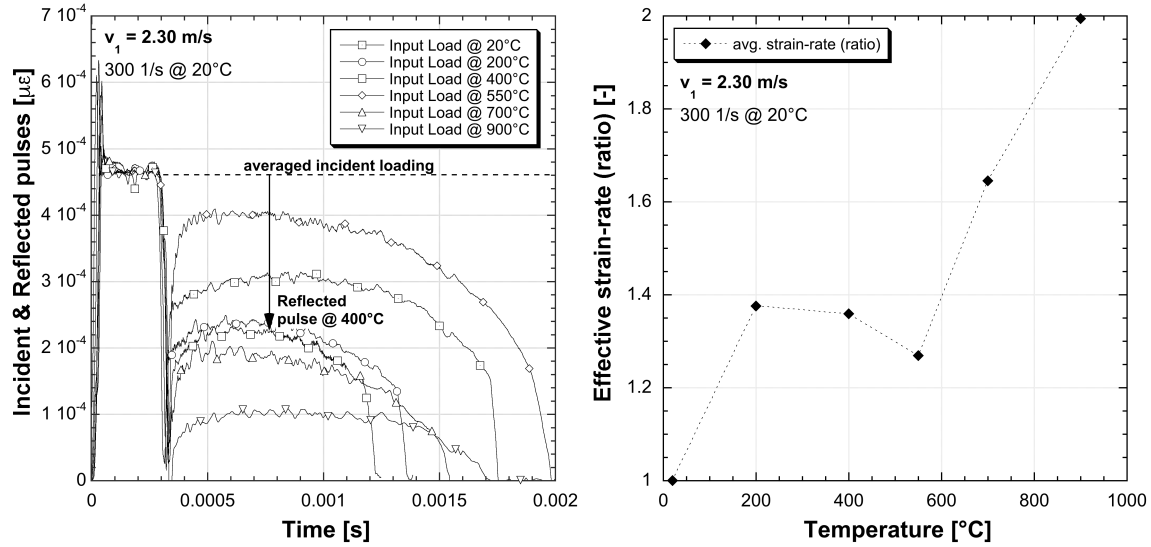 7 10⁻⁴
6 10⁻⁴
5 10⁻⁴
4 10⁻⁴
3 10⁻⁴
2 10⁻⁴
1 10⁻⁴
0
Incident & Reflected pulses [µε]
v₁ = 2.30 m/s
300 1/s @ 20°C
Input Load @ 20°C
Input Load @ 200°C
Input Load @ 400°C
Input Load @ 550°C
Input Load @ 700°C
Input Load @ 900°C
averaged incident loading
Reflected
pulse @ 400°C
0 0.0005 0.001 0.0015 0.002
Time [s]
2
1.8
1.6
1.4
1.2
1
Effective strain-rate (ratio) [-]
avg. strain-rate (ratio)
v₁ = 2.30 m/s
300 1/s @ 20°C
0 200 400 600 800 1000
Temperature [°C]